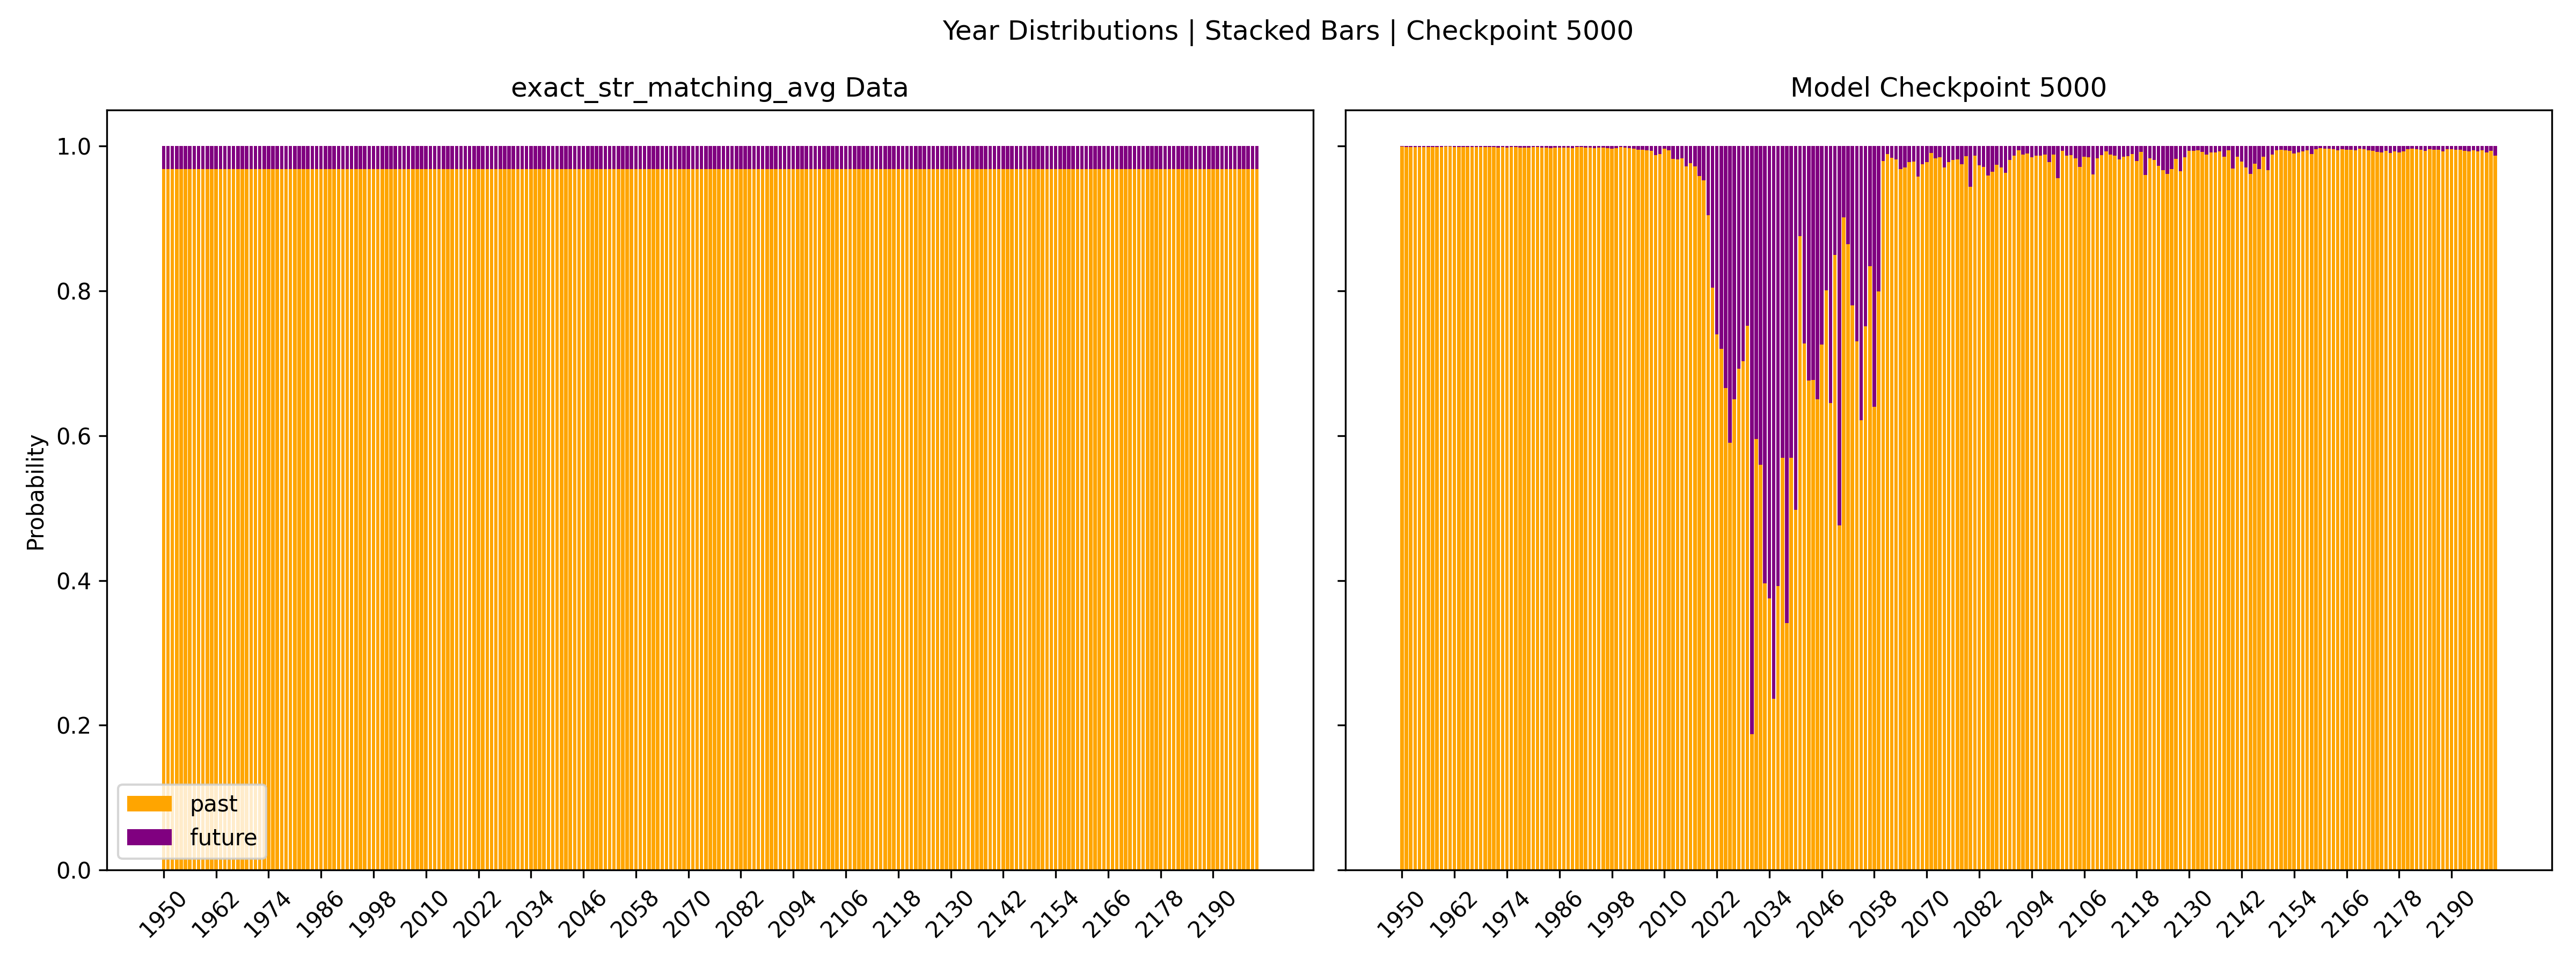 Year Distributions | Stacked Bars | Checkpoint 5000
exact_str_matching_avg Data
Model Checkpoint 5000
Probability
1.0
0.8
0.6
0.4
0.2
0.0
past
future
1950 1962 1974 1986 1998 2010 2022 2034 2046 2058 2070 2082 2094 2106 2118 2130 2142 2154 2166 2178 2190
1950 1962 1974 1986 1998 2010 2022 2034 2046 2058 2070 2082 2094 2106 2118 2130 2142 2154 2166 2178 2190